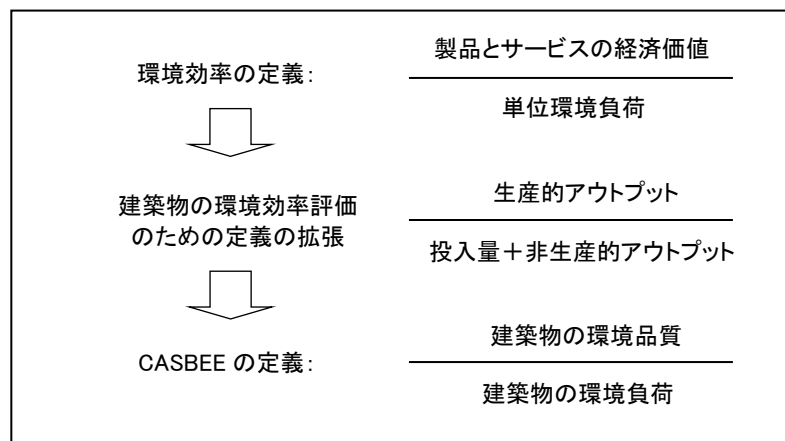 環境効率の定義:
製品とサービスの経済価値
単位環境負荷
建築物の環境効率評価
のための定義の拡張
生産的アウトプット
投入量+非生産的アウトプット
CASBEE の定義:
建築物の環境品質
建築物の環境負荷